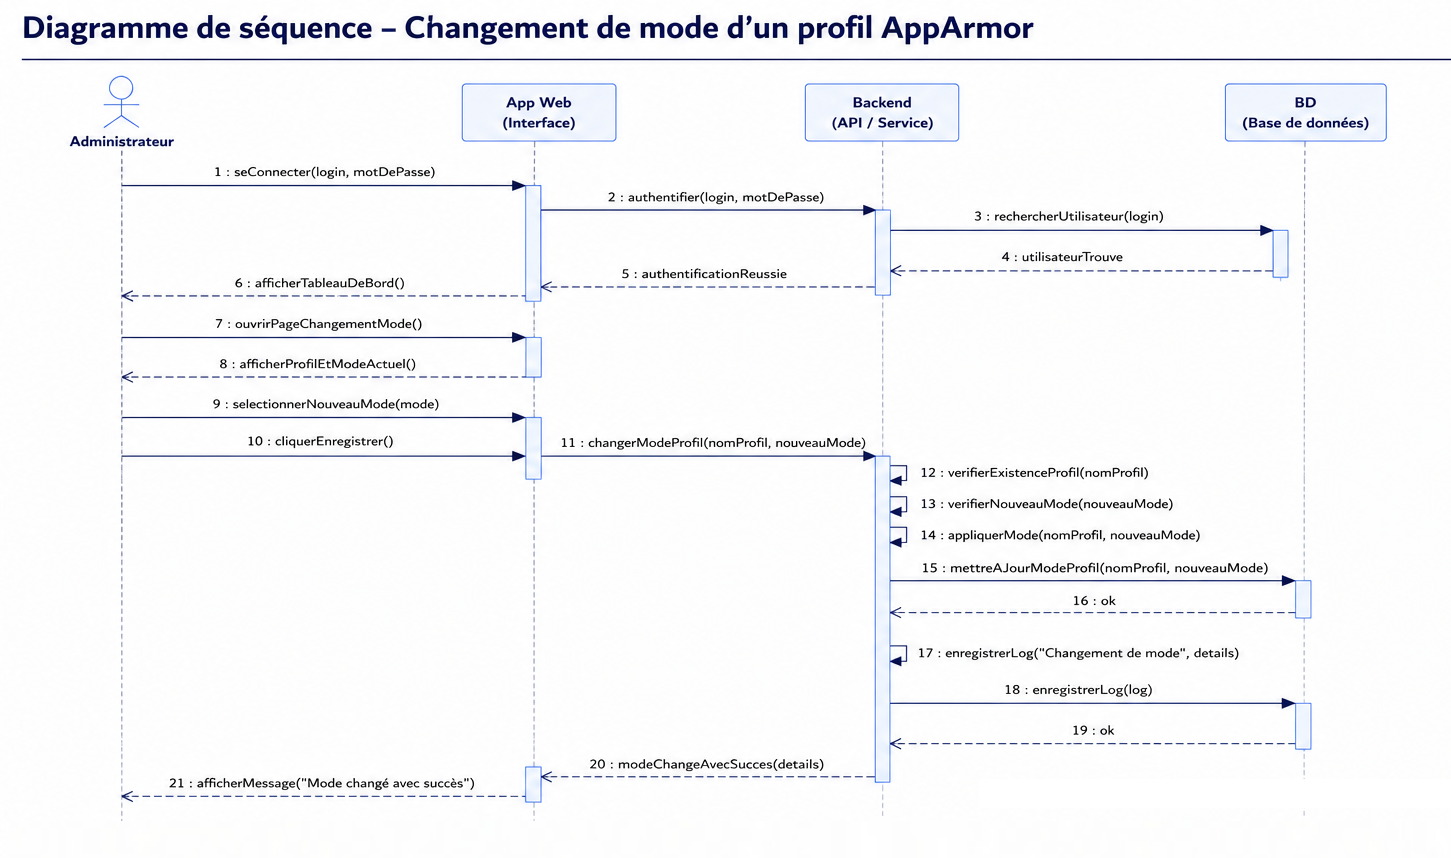 Diagramme de séquence – Changement de mode d’un profil AppArmor
Administrateur
App Web
(Interface)
Backend
(API / Service)
BD
(Base de données)
1 : seConnecter(login, motDePasse)
2 : authentifier(login, motDePasse)
3 : rechercherUtilisateur(login)
4 : utilisateurTrouve
5 : authentificationReussie
6 : afficherTableauDeBord()
7 : ouvrirPageChangementMode()
8 : afficherProfilEtModeActuel()
9 : selectionnerNouveauMode(mode)
10 : cliquerEnregistrer()
11 : changerModeProfil(nomProfil, nouveauMode)
12 : verifierExistenceProfil(nomProfil)
13 : verifierNouveauMode(nouveauMode)
14 : appliquerMode(nomProfil, nouveauMode)
15 : mettreAJourModeProfil(nomProfil, nouveauMode)
16 : ok
17 : enregistrerLog("Changement de mode", details)
18 : enregistrerLog(log)
19 : ok
20 : modeChangeAvecSucces(details)
21 : afficherMessage("Mode changé avec succès")